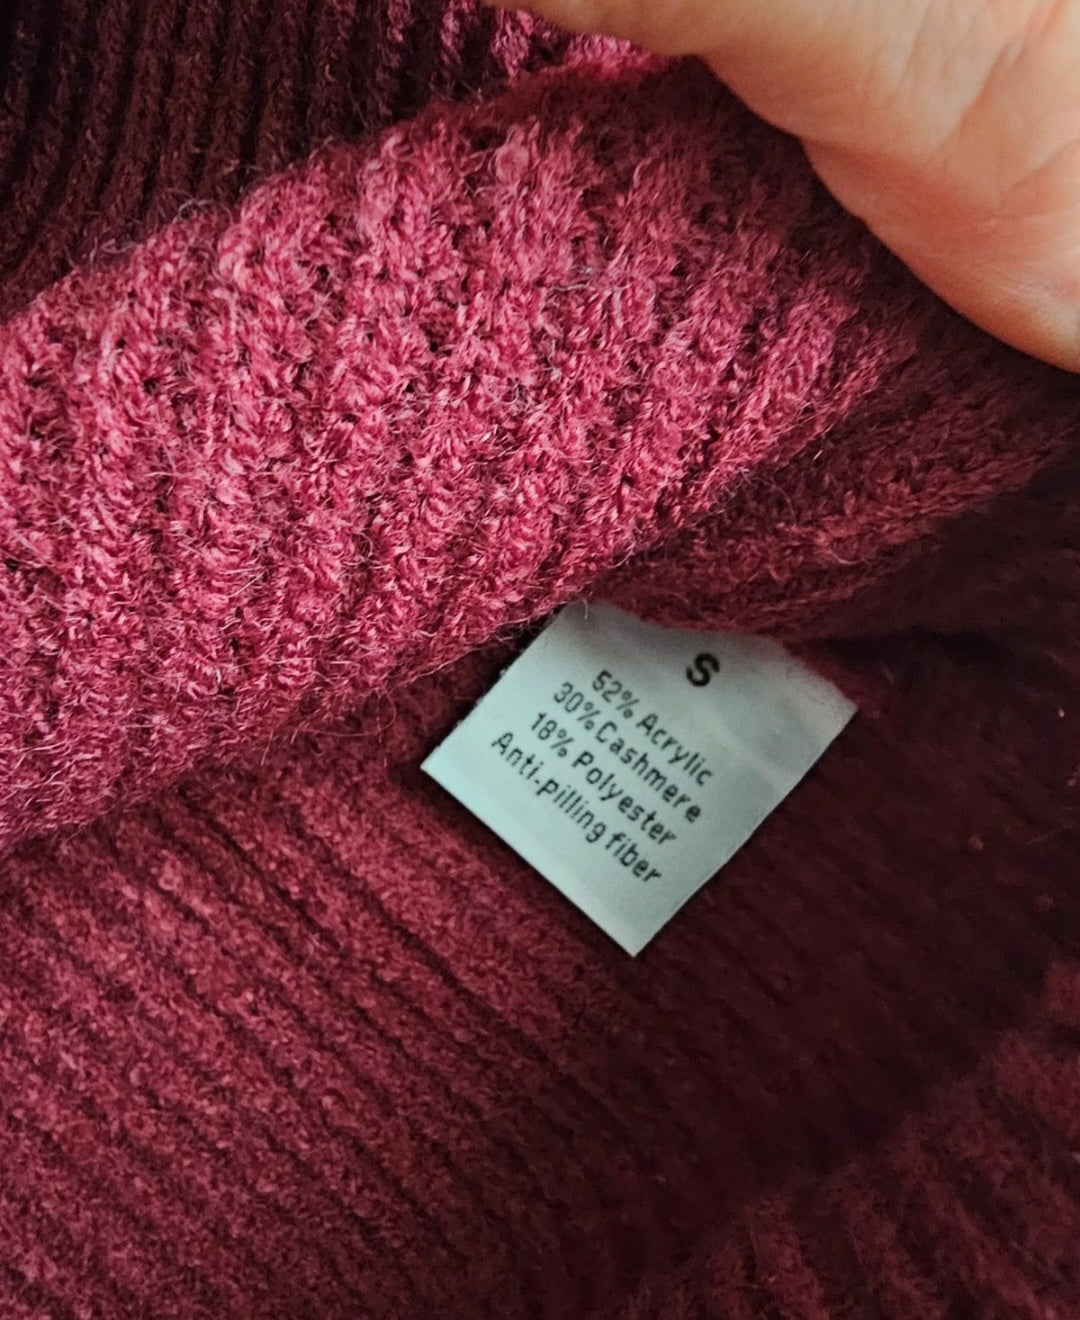 S
52% Acrylic
30% Cashmere
18% Polyester
Anti-pilling fiber